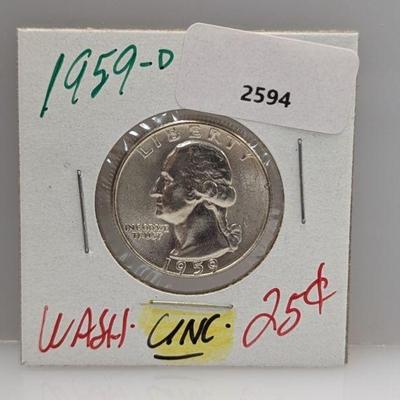 1959-D
2594
LIBERTY
IN GOD WE
TRUST
1959
WASH. UNC. 25¢